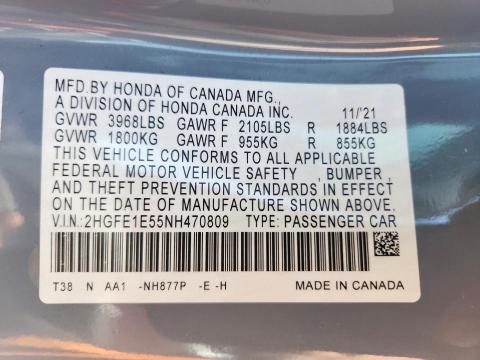 MFD.BY HONDA OF CANADA MFG.,
A DIVISION OF HONDA CANADA INC. 11/'21
GVWR 3968LBS GAWR F 2105LBS R 1884LBS
GVWR 1800KG GAWR F 955KG R 855KG
THIS VEHICLE CONFORMS TO ALL APPLICABLE
FEDERAL MOTOR VEHICLE SAFETY , BUMPER ,
AND THEFT PREVENTION STANDARDS IN EFFECT
ON THE DATE OF MANUFACTURE SHOWN ABOVE.
V.I.N.:2HGFE1E55NH470809 TYPE: PASSENGER CAR
T38 N AA1 -NH877P -E -H MADE IN CANADA